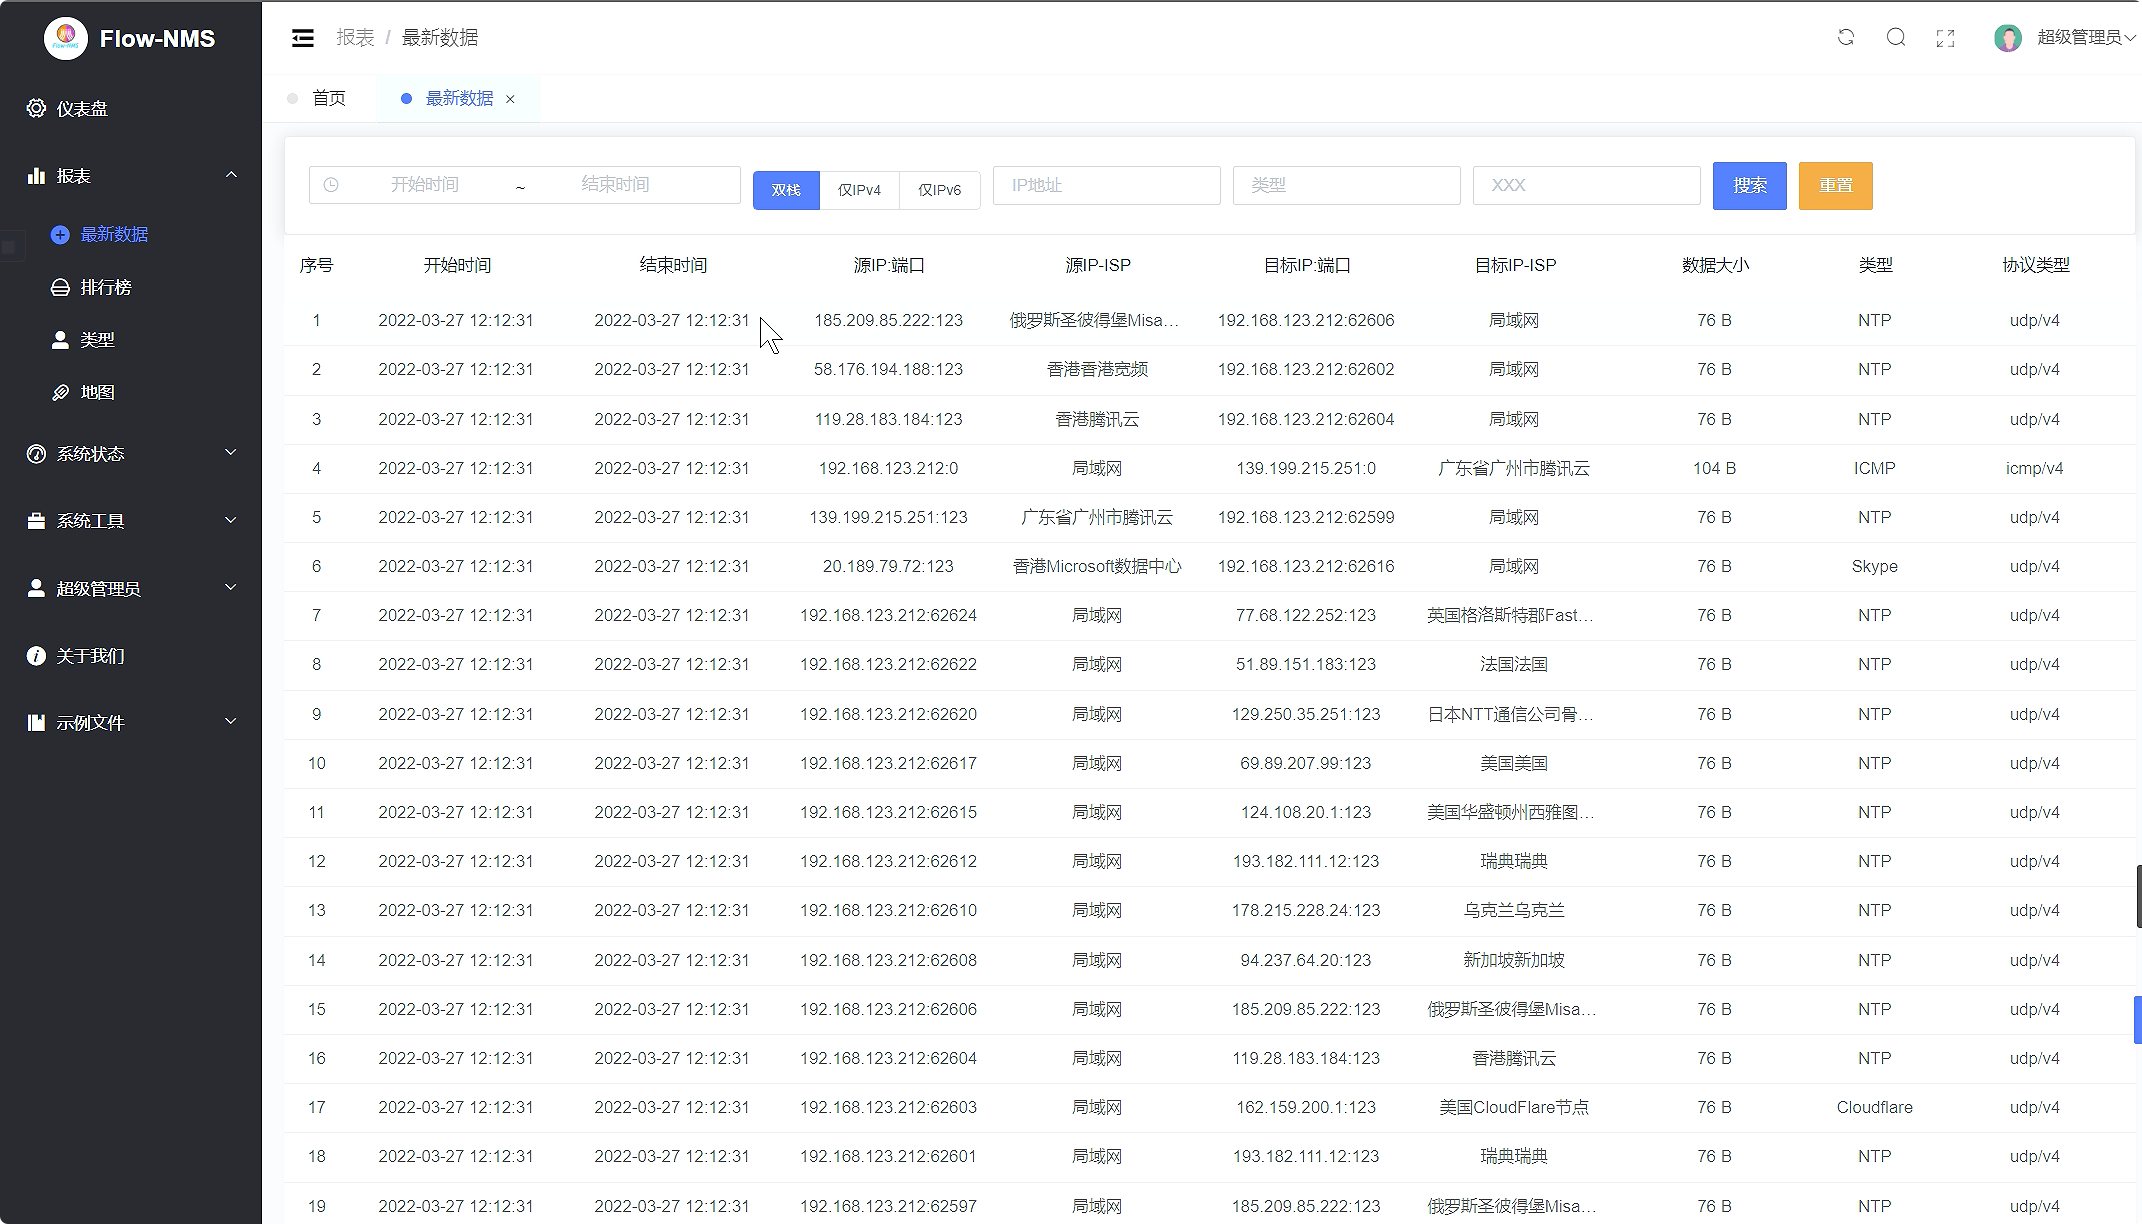 Flow-NMS
报表 / 最新数据
超级管理员
仪表盘
报表
最新数据
排行榜
类型
地图
系统状态
系统工具
超级管理员
关于我们
示例文件
首页
最新数据 ×
开始时间 ~ 结束时间 双栈 仅IPv4 仅IPv6 IP地址 类型 XXX 搜索 重置
序号 开始时间 结束时间 源IP:端口 源IP-ISP 目标IP:端口 目标IP-ISP 数据大小 类型 协议类型
1 2022-03-27 12:12:31 2022-03-27 12:12:31 185.209.85.222:123 俄罗斯圣彼得堡Misa... 192.168.123.212:62606 局域网 76 B NTP udp/v4
2 2022-03-27 12:12:31 2022-03-27 12:12:31 58.176.194.188:123 香港香港宽频 192.168.123.212:62602 局域网 76 B NTP udp/v4
3 2022-03-27 12:12:31 2022-03-27 12:12:31 119.28.183.184:123 香港腾讯云 192.168.123.212:62604 局域网 76 B NTP udp/v4
4 2022-03-27 12:12:31 2022-03-27 12:12:31 192.168.123.212:0 局域网 139.199.215.251:0 广东省广州市腾讯云 104 B ICMP icmp/v4
5 2022-03-27 12:12:31 2022-03-27 12:12:31 139.199.215.251:123 广东省广州市腾讯云 192.168.123.212:62599 局域网 76 B NTP udp/v4
6 2022-03-27 12:12:31 2022-03-27 12:12:31 20.189.79.72:123 香港Microsoft数据中心 192.168.123.212:62616 局域网 76 B Skype udp/v4
7 2022-03-27 12:12:31 2022-03-27 12:12:31 192.168.123.212:62624 局域网 77.68.122.252:123 英国格洛斯特郡Fast... 76 B NTP udp/v4
8 2022-03-27 12:12:31 2022-03-27 12:12:31 192.168.123.212:62622 局域网 51.89.151.183:123 法国法国 76 B NTP udp/v4
9 2022-03-27 12:12:31 2022-03-27 12:12:31 192.168.123.212:62620 局域网 129.250.35.251:123 日本NTT通信公司骨... 76 B NTP udp/v4
10 2022-03-27 12:12:31 2022-03-27 12:12:31 192.168.123.212:62617 局域网 69.89.207.99:123 美国美国 76 B NTP udp/v4
11 2022-03-27 12:12:31 2022-03-27 12:12:31 192.168.123.212:62615 局域网 124.108.20.1:123 美国华盛顿州西雅图... 76 B NTP udp/v4
12 2022-03-27 12:12:31 2022-03-27 12:12:31 192.168.123.212:62612 局域网 193.182.111.12:123 瑞典瑞典 76 B NTP udp/v4
13 2022-03-27 12:12:31 2022-03-27 12:12:31 192.168.123.212:62610 局域网 178.215.228.24:123 乌克兰乌克兰 76 B NTP udp/v4
14 2022-03-27 12:12:31 2022-03-27 12:12:31 192.168.123.212:62608 局域网 94.237.64.20:123 新加坡新加坡 76 B NTP udp/v4
15 2022-03-27 12:12:31 2022-03-27 12:12:31 192.168.123.212:62606 局域网 185.209.85.222:123 俄罗斯圣彼得堡Misa... 76 B NTP udp/v4
16 2022-03-27 12:12:31 2022-03-27 12:12:31 192.168.123.212:62604 局域网 119.28.183.184:123 香港腾讯云 76 B NTP udp/v4
17 2022-03-27 12:12:31 2022-03-27 12:12:31 192.168.123.212:62603 局域网 162.159.200.1:123 美国CloudFlare节点 76 B Cloudflare udp/v4
18 2022-03-27 12:12:31 2022-03-27 12:12:31 192.168.123.212:62601 局域网 193.182.111.12:123 瑞典瑞典 76 B NTP udp/v4
19 2022-03-27 12:12:31 2022-03-27 12:12:31 192.168.123.212:62597 局域网 185.209.85.222:123 俄罗斯圣彼得堡Misa... 76 B NTP udp/v4